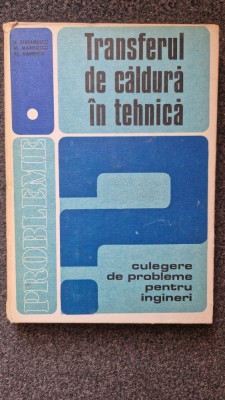 Transferul
de căldură
în tehnică
PROBLEME
culegere
de probleme
pentru
ingineri